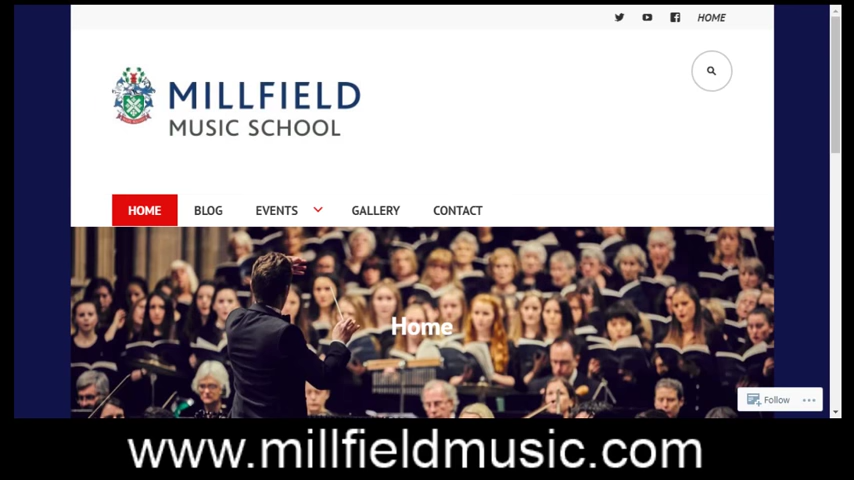 HOME
MILLFIELD
MUSIC SCHOOL
HOME BLOG EVENTS GALLERY CONTACT
Home
Follow
www.millfieldmusic.com